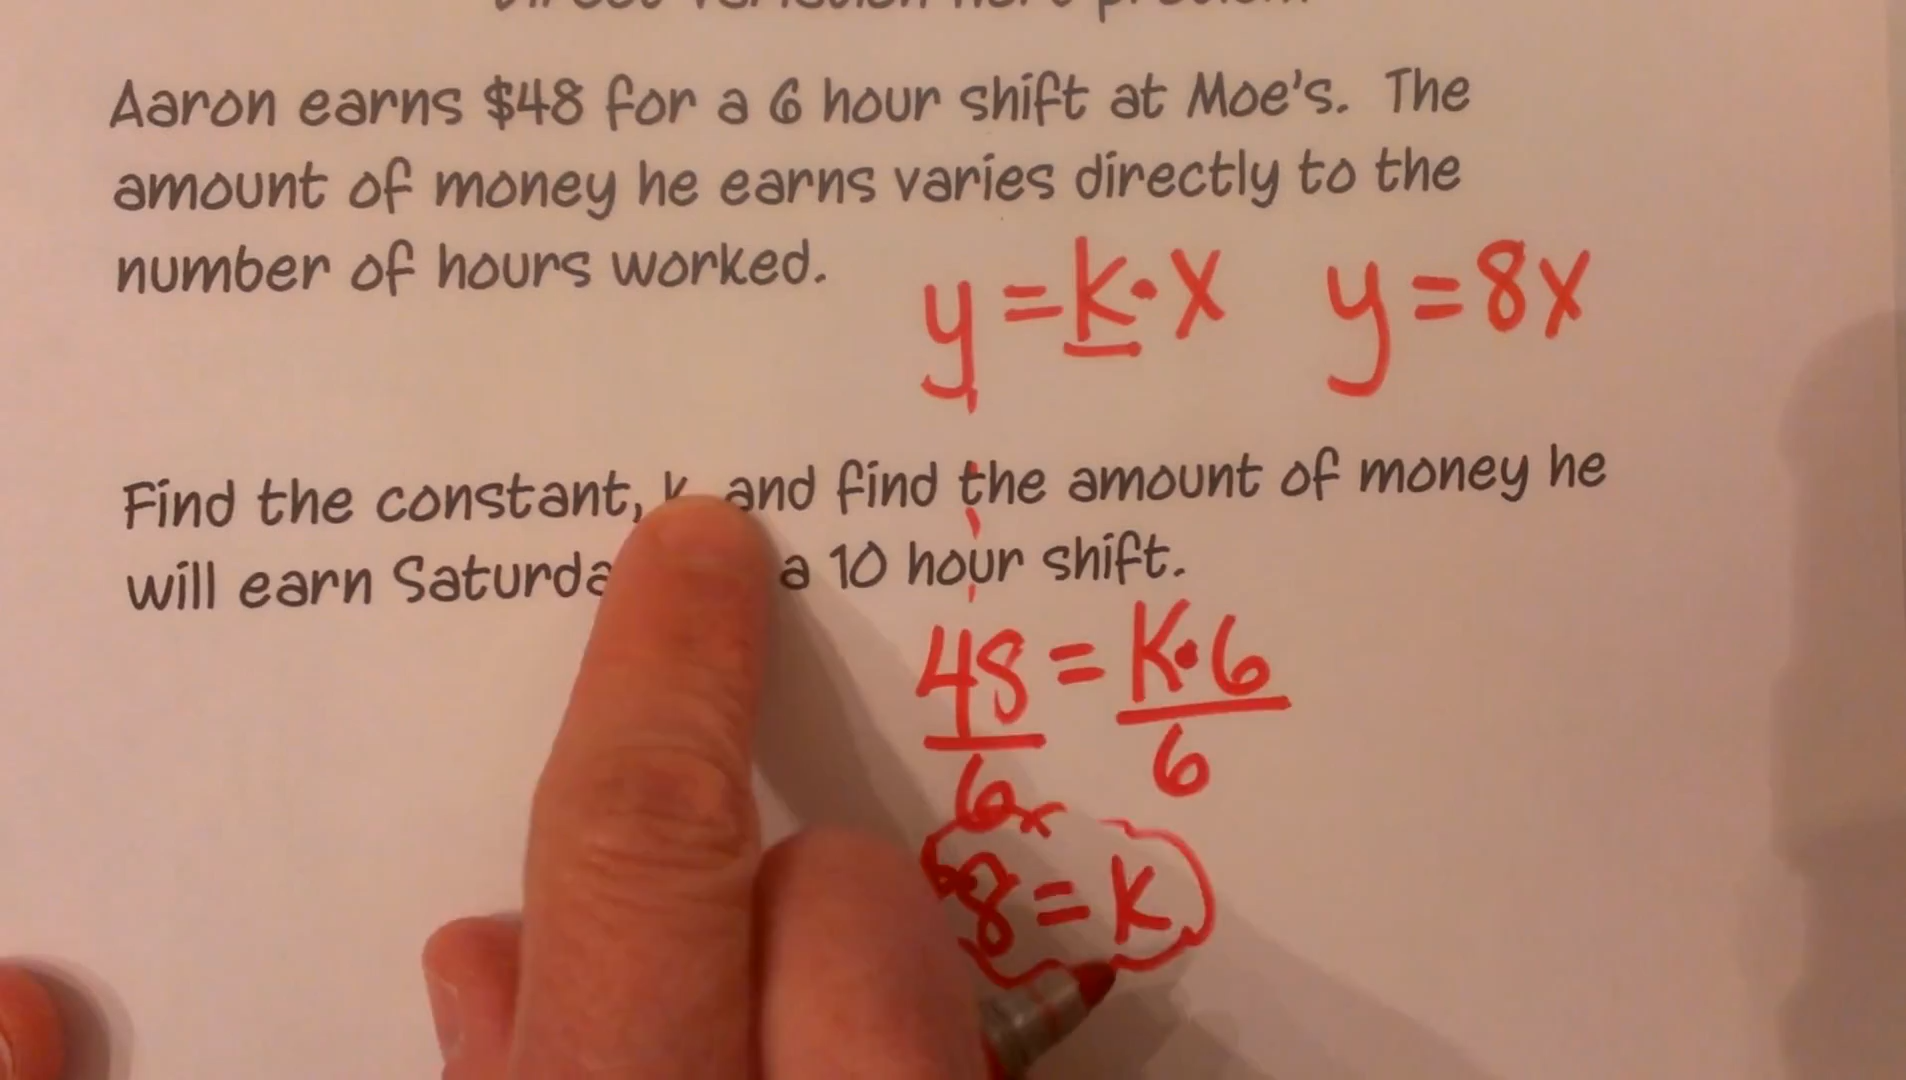 Aaron earns $48 for a 6 hour shift at Moe's. The
amount of money he earns varies directly to the
number of hours worked.
y = k · x y = 8x
Find the constant, and find the amount of money he
will earn a 10 hour shift.
48 = K · 6
6 6
8 = K